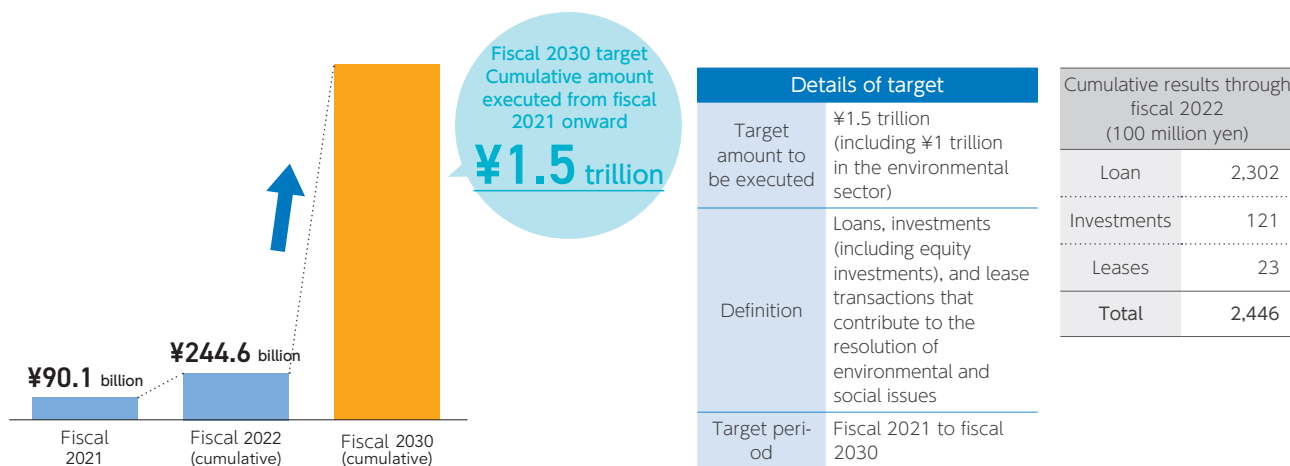 Fiscal 2030 target
Cumulative amount
executed from fiscal
2021 onward
¥1.5 trillion
¥90.1 billion
¥244.6 billion
Fiscal
2021
Fiscal 2022
(cumulative)
Fiscal 2030
(cumulative)
Details of target
Target
amount to
be executed
¥1.5 trillion
(including ¥1 trillion
in the environmental
sector)
Definition
Loans, investments
(including equity
investments), and lease
transactions that
contribute to the
resolution of
environmental and
social issues
Target peri-
od
Fiscal 2021 to fiscal
2030
Cumulative results through
fiscal 2022
(100 million yen)
Loan 2,302
Investments 121
Leases 23
Total 2,446